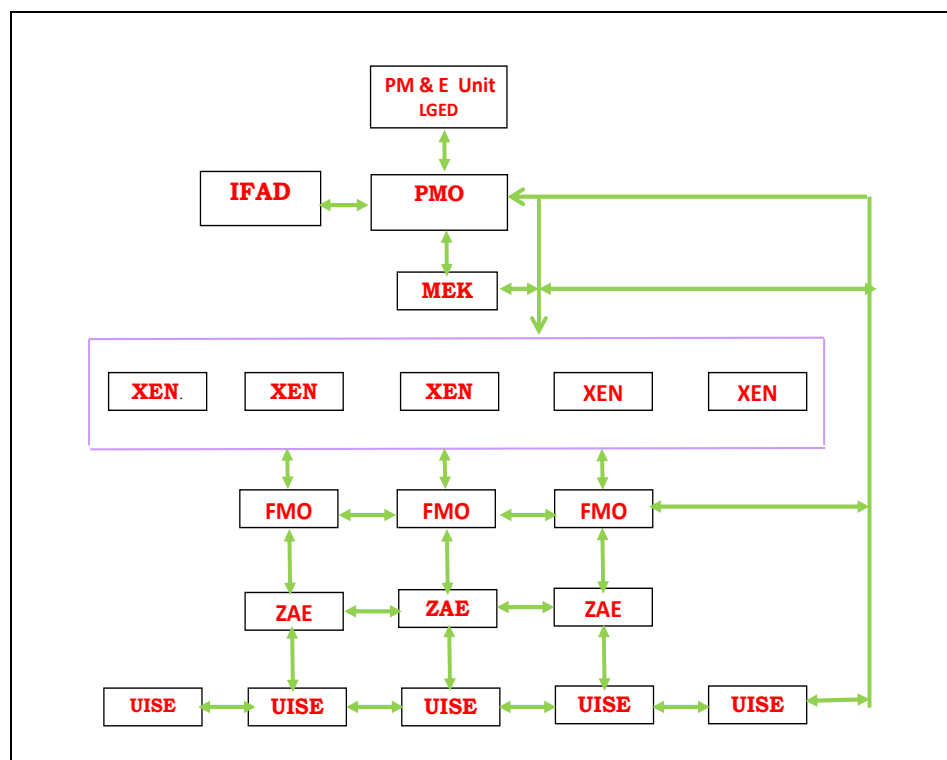 PM & E Unit
LGED
IFAD
PMO
MEK
XEN.
XEN
XEN
XEN
XEN
FMO
FMO
FMO
ZAE
ZAE
ZAE
UISE
UISE
UISE
UISE
UISE